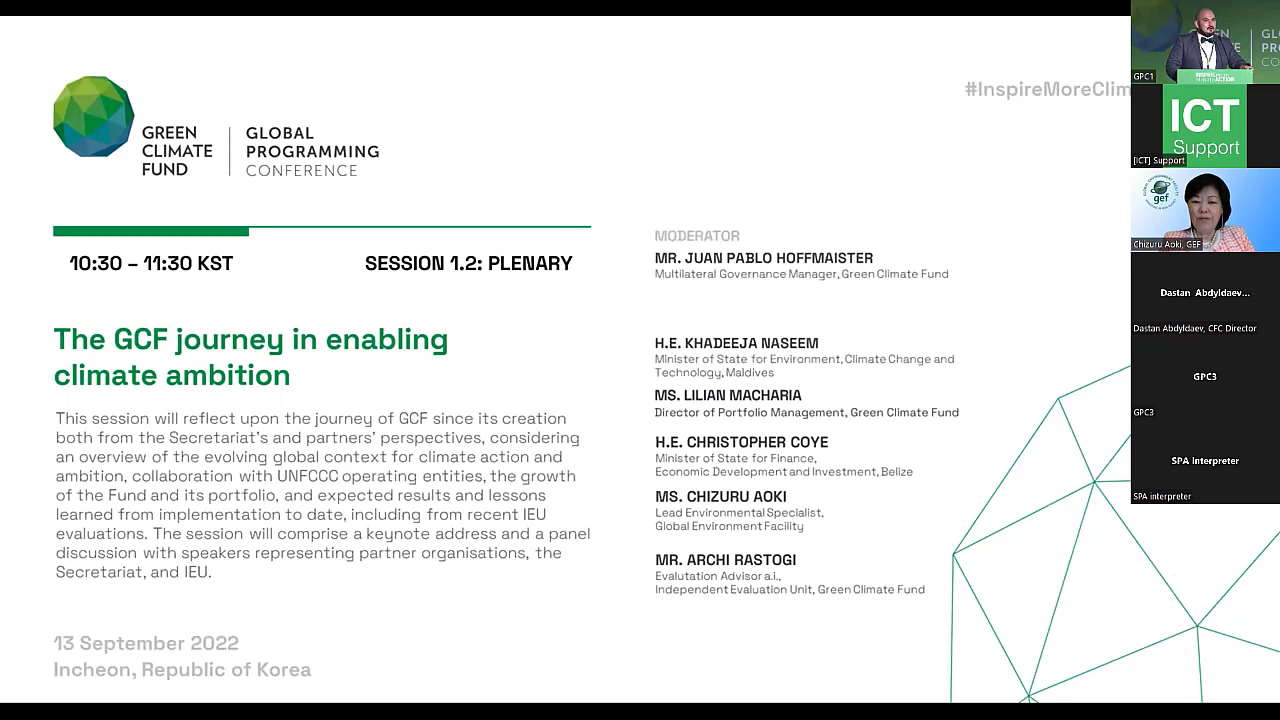 GREEN
CLIMATE
FUND
GLOBAL
PROGRAMMING
CONFERENCE
#InspireMoreClim
10:30 – 11:30 KST
SESSION 1.2: PLENARY
The GCF journey in enabling
climate ambition
This session will reflect upon the journey of GCF since its creation
both from the Secretariat's and partners' perspectives, considering
an overview of the evolving global context for climate action and
ambition, collaboration with UNFCCC operating entities, the growth
of the Fund and its portfolio, and expected results and lessons
learned from implementation to date, including from recent IEU
evaluations. The session will comprise a keynote address and a panel
discussion with speakers representing partner organisations, the
Secretariat, and IEU.
13 September 2022
Incheon, Republic of Korea
MODERATOR
MR. JUAN PABLO HOFFMAISTER
Multilateral Governance Manager, Green Climate Fund
H.E. KHADEEJA NASEEM
Minister of State for Environment, Climate Change and
Technology, Maldives
MS. LILIAN MACHARIA
Director of Portfolio Management, Green Climate Fund
H.E. CHRISTOPHER COYE
Minister of State for Finance,
Economic Development and Investment, Belize
MS. CHIZURU AOKI
Lead Environmental Specialist,
Global Environment Facility
MR. ARCHI RASTOGI
Evalutation Advisor a.i.,
Independent Evaluation Unit, Green Climate Fund
GPC1
ICT
Support
[ICT] Support
gef
Chizuru Aoki, GEF
Dastan Abdyldaev...
Dastan Abdyldaev, CFC Director
GPC3
GPC3
SPA Interpreter
SPA interpreter